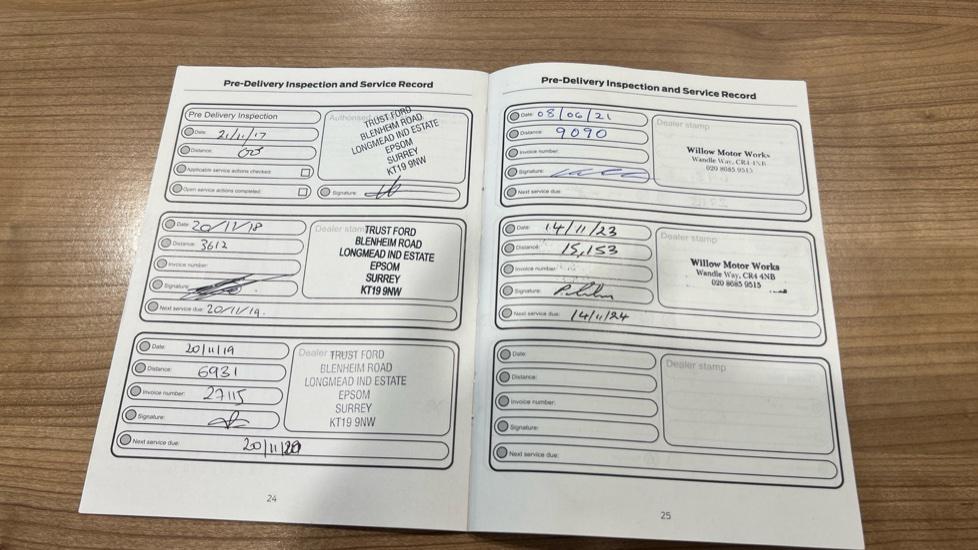 Pre-Delivery Inspection and Service Record
Pre Delivery Inspection
Date: 21/11/17
Distance:
Applicable service actions checked:
Open service actions completed:
Authorised
TRUST FORD
BLENHEIM ROAD
LONGMEAD IND ESTATE
EPSOM
SURREY
KT19 9NW
Signature:
Date: 20/11/18
Distance: 3612
Invoice number:
Signature:
Next service due: 20/11/19.
Dealer stamp
TRUST FORD
BLENHEIM ROAD
LONGMEAD IND ESTATE
EPSOM
SURREY
KT19 9NW
Date: 20/11/19
Distance: 6931
Invoice number: 27115
Signature:
Next service due: 20/11/20
Dealer
TRUST FORD
BLENHEIM ROAD
LONGMEAD IND ESTATE
EPSOM
SURREY
KT19 9NW
24
Pre-Delivery Inspection and Service Record
Date: 08/06/21
Distance: 9090
Invoice number:
Signature:
Next service due:
Dealer stamp
Willow Motor Works
Wandle Way, CR4 4NB
020 8685 9515
Date: 14/11/23
Distance: 15,153
Invoice number:
Signature:
Next service due: 14/11/24
Dealer stamp
Willow Motor Works
Wandle Way, CR4 4NB
020 8685 9515
Date:
Distance:
Invoice number:
Signature:
Next service due:
Dealer stamp
25